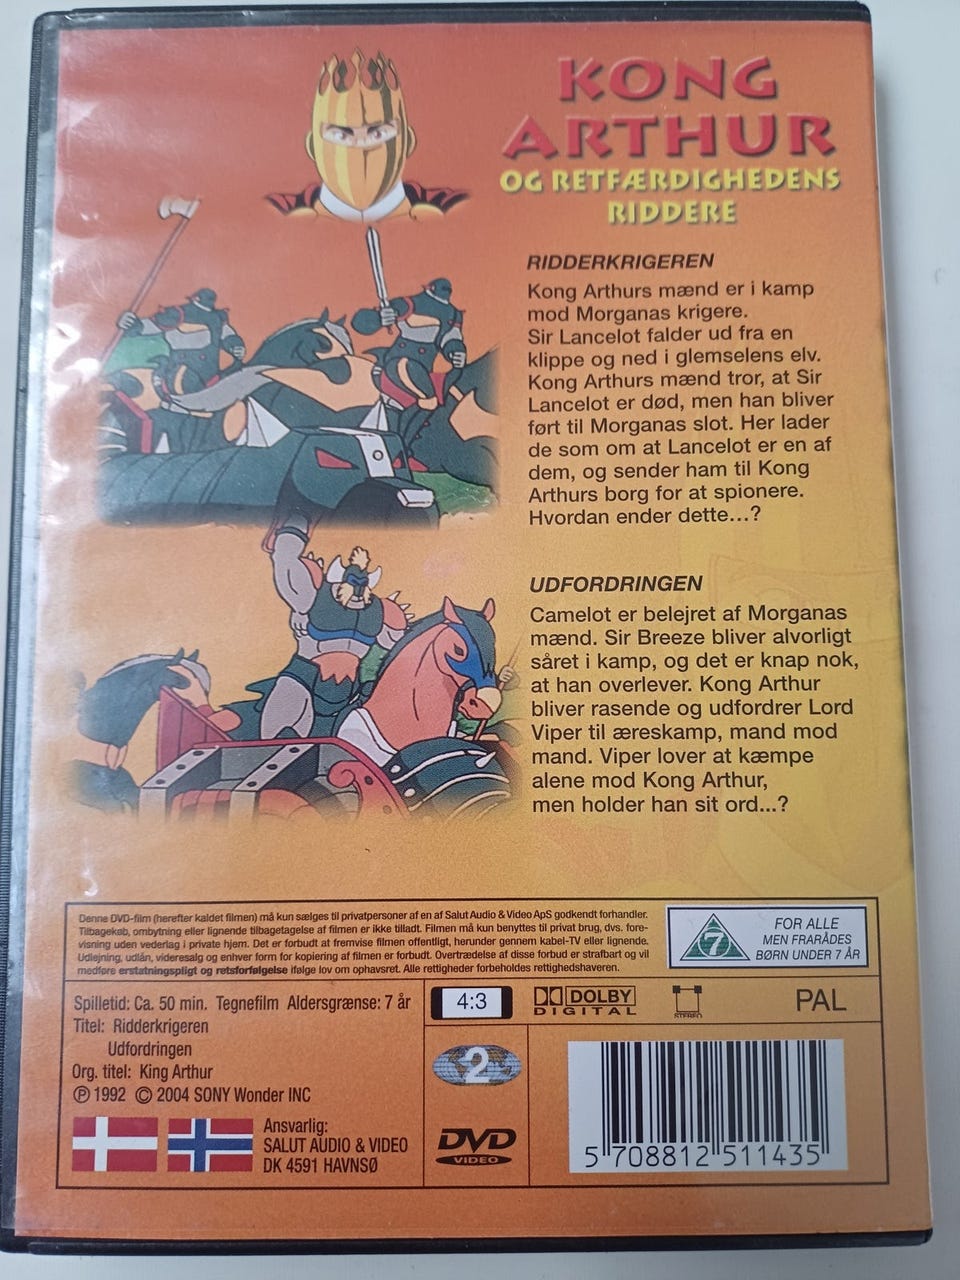 KONG
ARTHUR
OG RETFÆRDIGHEDENS
RIDDERE
RIDDERKRIGEREN
Kong Arthurs mænd er i kamp
mod Morganas krigere.
Sir Lancelot falder ud fra en
klippe og ned i glemselens elv.
Kong Arthurs mænd tror, at Sir
Lancelot er død, men han bliver
ført til Morganas slot. Her lader
de som om at Lancelot er en af
dem, og sender ham til Kong
Arthurs borg for at spionere.
Hvordan ender dette...?
UDFORDRINGEN
Camelot er belejret af Morganas
mænd. Sir Breeze bliver alvorligt
såret i kamp, og det er knap nok,
at han overlever. Kong Arthur
bliver rasende og udfordrer Lord
Viper til æreskamp, mand mod
mand. Viper lover at kæmpe
alene mod Kong Arthur,
men holder han sit ord...?
Denne DVD-film (herefter kaldet filmen) må kun sælges til privatpersoner af en af Salut Audio & Video ApS godkendt forhandler.
Tilbagekøb, ombytning eller lignende tilbagetagelse af filmen er ikke tilladt. Filmen må kun benyttes til privat brug, dvs. fore-
visning uden vederlag i private hjem. Det er forbudt at fremvise filmen offentligt, herunder gennem kabel-TV eller lignende.
Udlejning, udlån, videresalg og enhver form for kopiering af filmen er forbudt. Overtrædelse af disse forbud er strafbart og vil
medføre erstatningspligt og retsforfølgelse ifølge lov om ophavsret. Alle rettigheder forbeholdes rettighedshaveren.
7
FOR ALLE
MEN FRARÅDES
BØRN UNDER 7 ÅR
Spilletid: Ca. 50 min. Tegnefilm Aldersgrænse: 7 år
Titel: Ridderkrigeren
Udfordringen
Org. titel: King Arthur
Ⓟ 1992 © 2004 SONY Wonder INC
Ansvarlig:
SALUT AUDIO & VIDEO
DK 4591 HAVNSØ
4:3
DOLBY
DIGITAL
STEREO
PAL
2
DVD
VIDEO
5 708812 511435